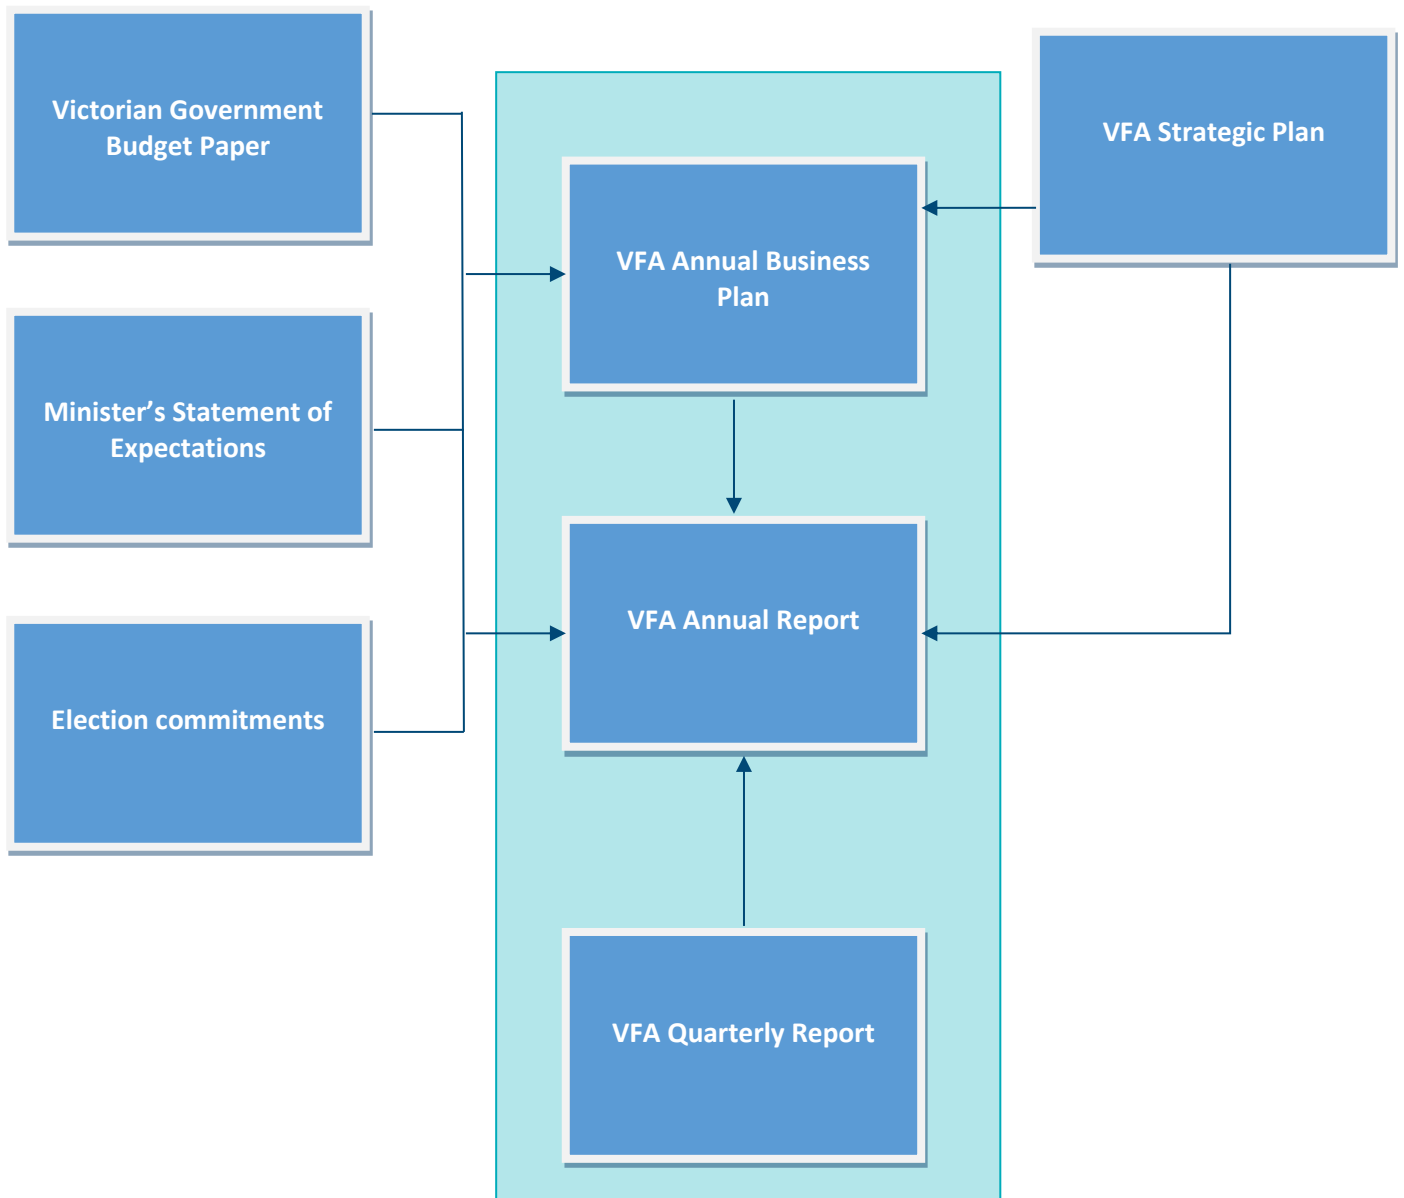 Victorian Government
Budget Paper
VFA Strategic Plan
VFA Annual Business
Plan
Minister’s Statement of
Expectations
VFA Annual Report
Election commitments
VFA Quarterly Report